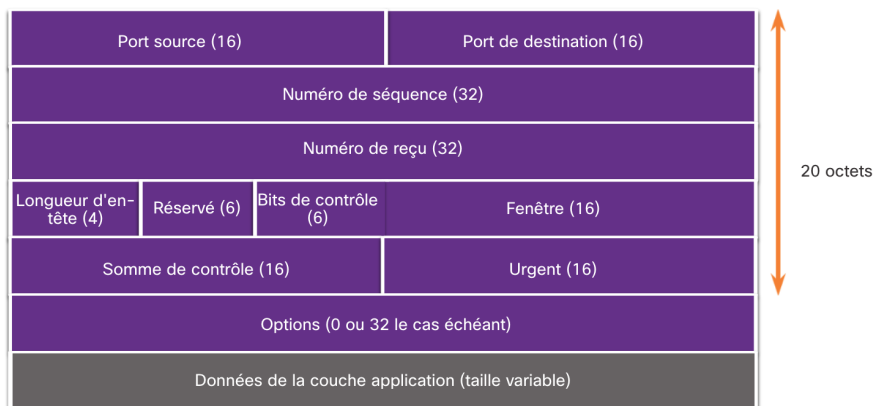 Port source (16)
Port de destination (16)
Numéro de séquence (32)
Numéro de reçu (32)
20 octets
Longueur d'en-
tête (4)
Réservé (6)
Bits de contrôle
(6)
Fenêtre (16)
Somme de contrôle (16)
Urgent (16)
Options (0 ou 32 le cas échéant)
Données de la couche application (taille variable)